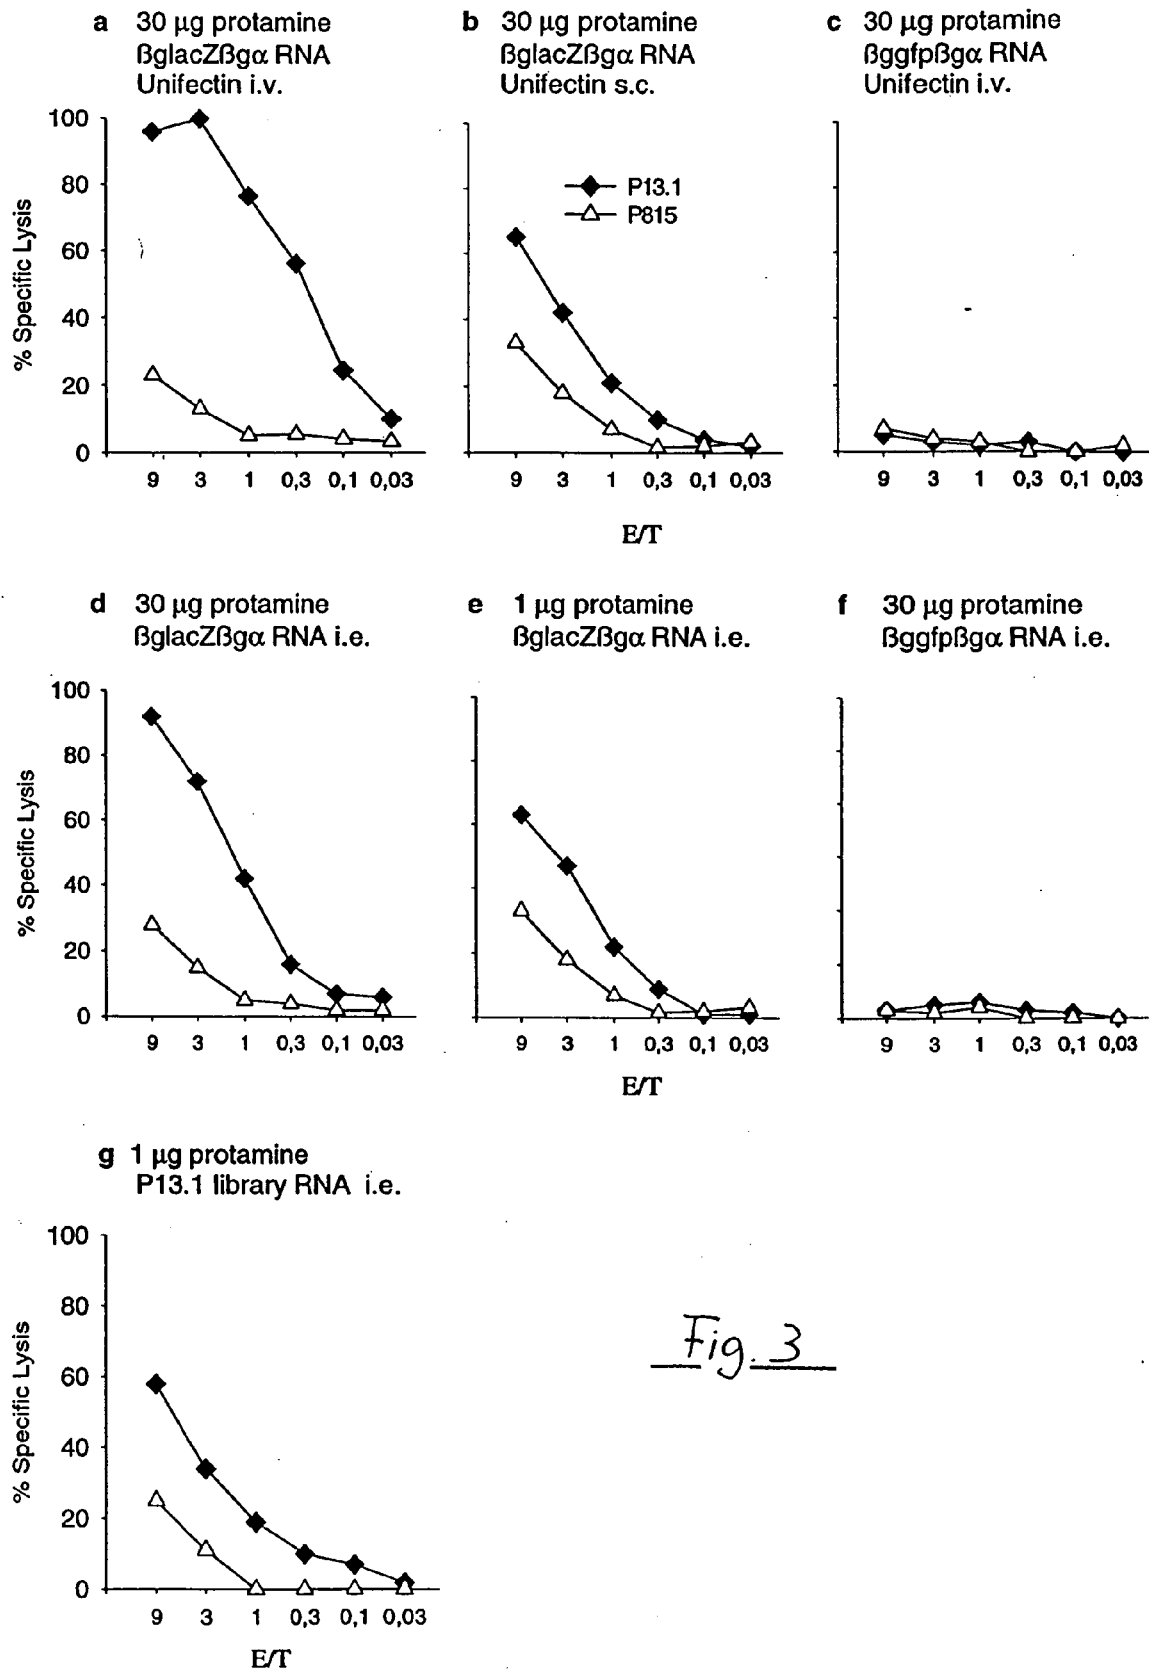 a 30 µg protamine
ßglacZßgα RNA
Unifectin i.v.
b 30 µg protamine
ßglacZßgα RNA
Unifectin s.c.
c 30 µg protamine
ßggfpßgα RNA
Unifectin i.v.
% Specific Lysis
100
80
60
40
20
0
9 3 1 0,3 0,1 0,03
P13.1
P815
9 3 1 0,3 0,1 0,03
E/T
9 3 1 0,3 0,1 0,03
d 30 µg protamine
ßglacZßgα RNA i.e.
e 1 µg protamine
ßglacZßgα RNA i.e.
f 30 µg protamine
ßggfpßgα RNA i.e.
% Specific Lysis
100
80
60
40
20
0
9 3 1 0,3 0,1 0,03
9 3 1 0,3 0,1 0,03
E/T
9 3 1 0,3 0,1 0,03
g 1 µg protamine
P13.1 library RNA i.e.
% Specific Lysis
100
80
60
40
20
0
9 3 1 0,3 0,1 0,03
E/T
Fig. 3